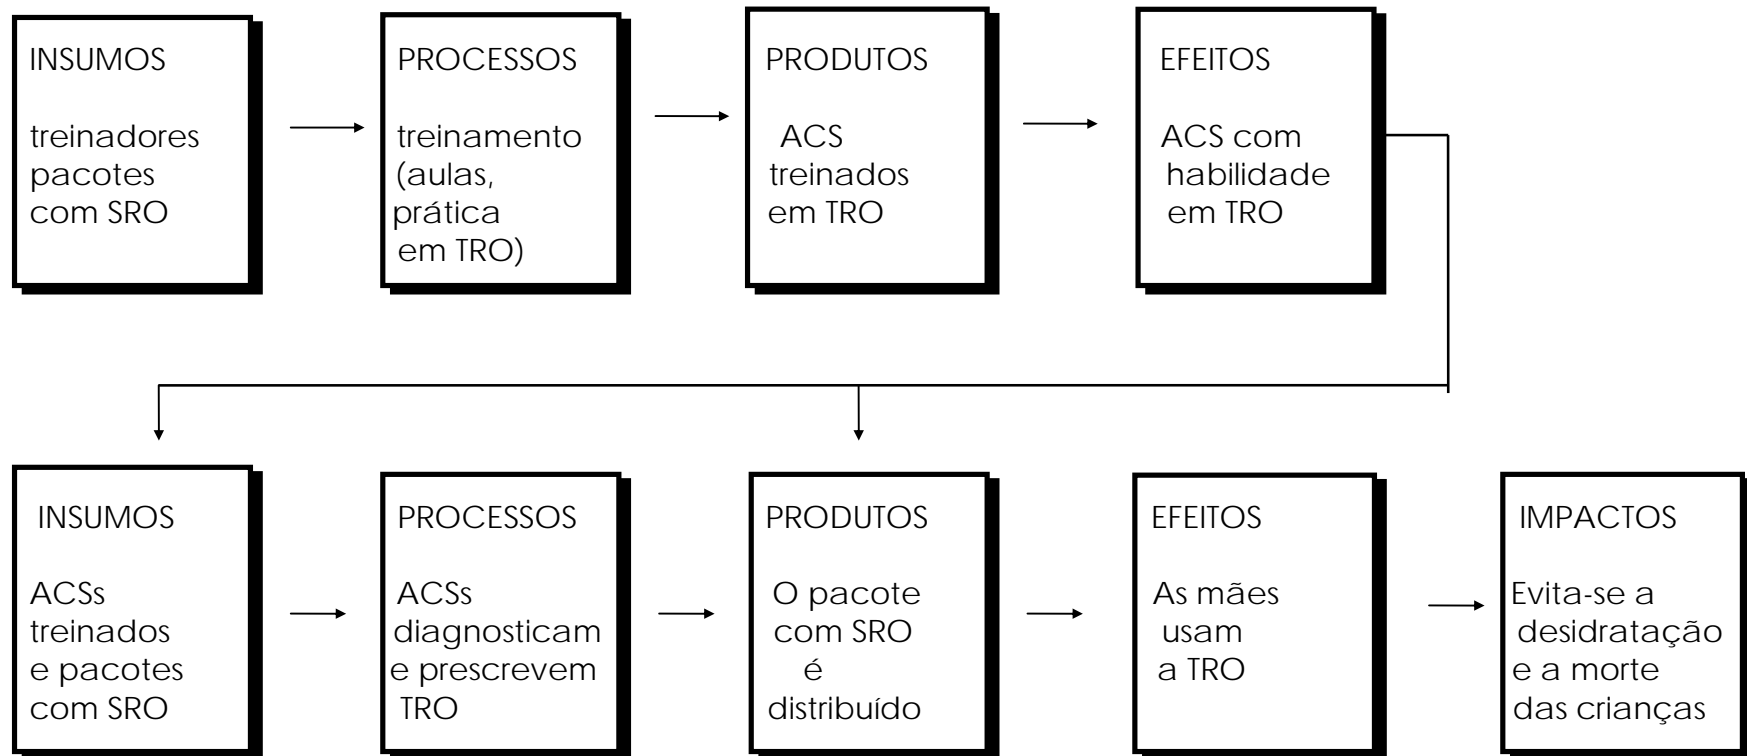 INSUMOS
treinadores
pacotes
com SRO
PROCESSOS
treinamento
(aulas,
prática
em TRO)
PRODUTOS
ACS
treinados
em TRO
EFEITOS
ACS com
habilidade
em TRO
INSUMOS
ACSs
treinados
e pacotes
com SRO
PROCESSOS
ACSs
diagnosticam
e prescrevem
TRO
PRODUTOS
O pacote
com SRO
é
distribuído
EFEITOS
As mães
usam
a TRO
IMPACTOS
Evita-se a
desidratação
e a morte
das crianças